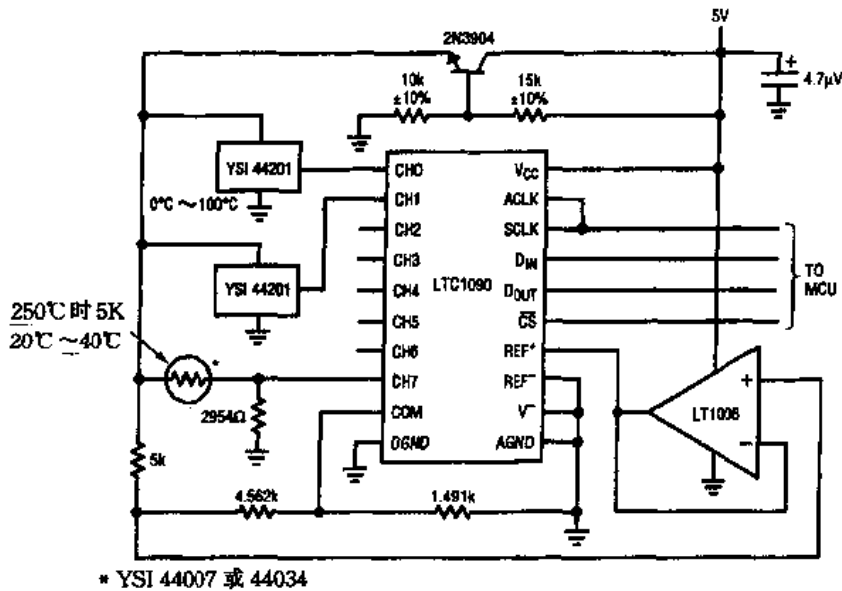 2N3904
5V
10k
±10%
15k
±10%
+
4.7μV
YSI 44201
0°C ～100°C
YSI 44201
250℃ 时 5K
20℃ ～40℃
*
CH0
CH1
CH2
CH3
CH4
CH5
CH6
CH7
COM
DGND
LTC1090
VCC
ACLK
SCLK
DIN
DOUT
CS
REF+
REF−
V−
AGND
TO
MCU
+
LT1006
−
2954Ω
5k
4.562k
1.491k
* YSI 44007 或 44034